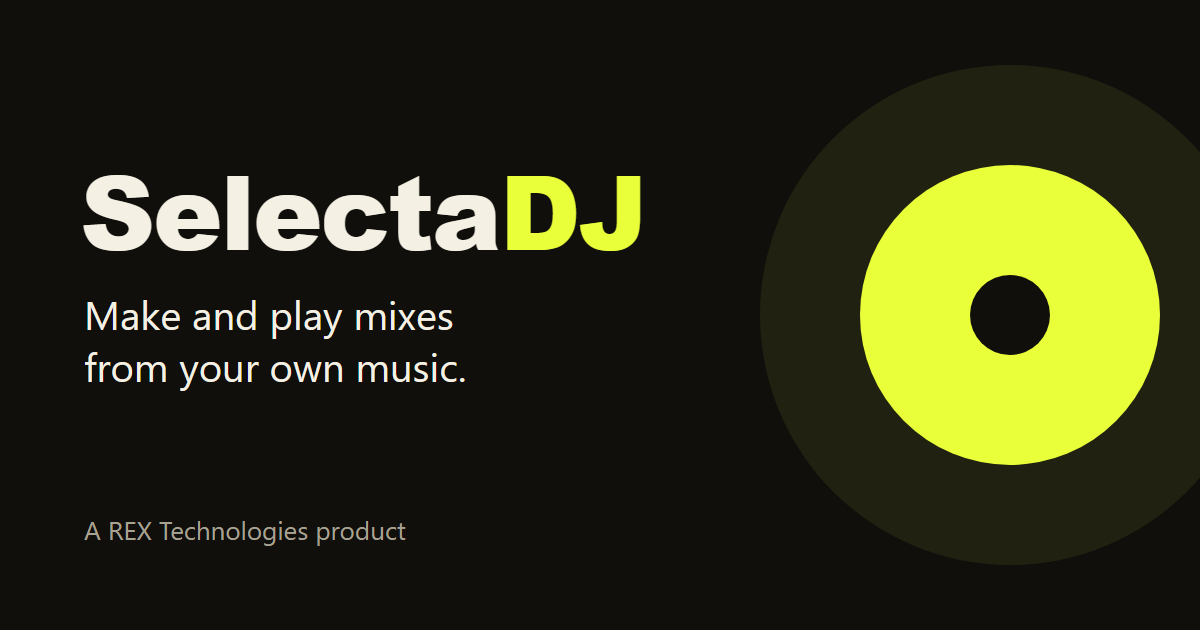 SelectaDJ
Make and play mixes
from your own music.
A REX Technologies product